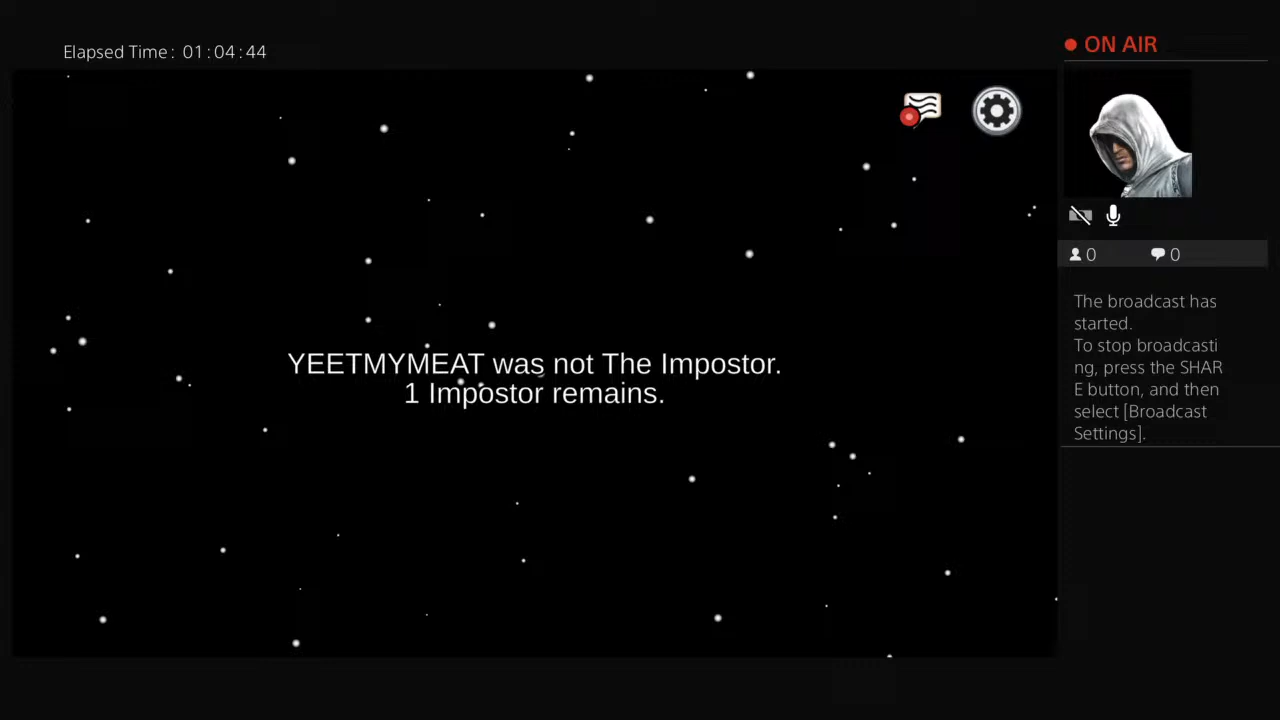 Elapsed Time: 01:04:44
ON AIR
0 0
The broadcast has
started.
To stop broadcasti
ng, press the SHAR
E button, and then
select [Broadcast
Settings].
YEETMYMEAT was not The Impostor.
1 Impostor remains.